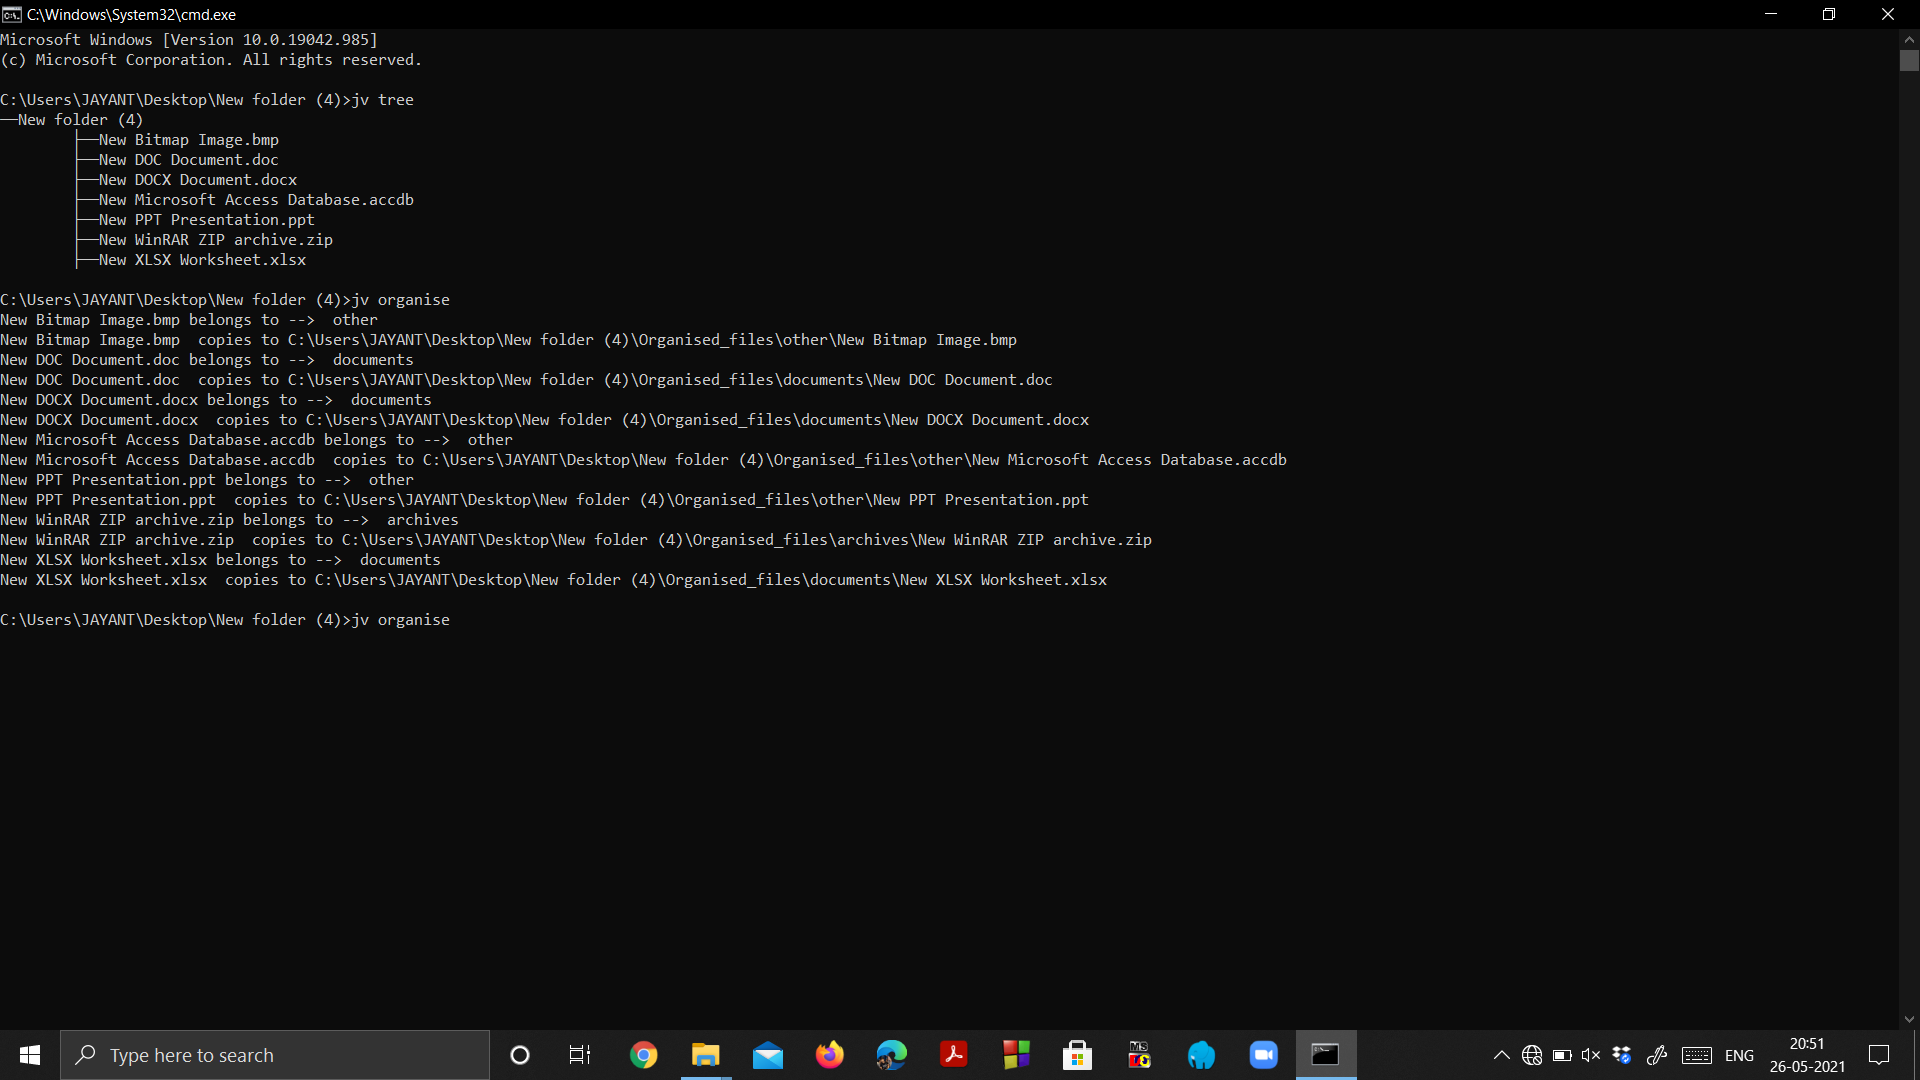 C:\Windows\System32\cmd.exe
Microsoft Windows [Version 10.0.19042.985]
(c) Microsoft Corporation. All rights reserved.
C:\Users\JAYANT\Desktop\New folder (4)>jv tree
──New folder (4)
├──New Bitmap Image.bmp
├──New DOC Document.doc
├──New DOCX Document.docx
├──New Microsoft Access Database.accdb
├──New PPT Presentation.ppt
├──New WinRAR ZIP archive.zip
├──New XLSX Worksheet.xlsx
C:\Users\JAYANT\Desktop\New folder (4)>jv organise
New Bitmap Image.bmp belongs to -->  other
New Bitmap Image.bmp  copies to C:\Users\JAYANT\Desktop\New folder (4)\Organised_files\other\New Bitmap Image.bmp
New DOC Document.doc belongs to -->  documents
New DOC Document.doc  copies to C:\Users\JAYANT\Desktop\New folder (4)\Organised_files\documents\New DOC Document.doc
New DOCX Document.docx belongs to -->  documents
New DOCX Document.docx  copies to C:\Users\JAYANT\Desktop\New folder (4)\Organised_files\documents\New DOCX Document.docx
New Microsoft Access Database.accdb belongs to -->  other
New Microsoft Access Database.accdb  copies to C:\Users\JAYANT\Desktop\New folder (4)\Organised_files\other\New Microsoft Access Database.accdb
New PPT Presentation.ppt belongs to -->  other
New PPT Presentation.ppt  copies to C:\Users\JAYANT\Desktop\New folder (4)\Organised_files\other\New PPT Presentation.ppt
New WinRAR ZIP archive.zip belongs to -->  archives
New WinRAR ZIP archive.zip  copies to C:\Users\JAYANT\Desktop\New folder (4)\Organised_files\archives\New WinRAR ZIP archive.zip
New XLSX Worksheet.xlsx belongs to -->  documents
New XLSX Worksheet.xlsx  copies to C:\Users\JAYANT\Desktop\New folder (4)\Organised_files\documents\New XLSX Worksheet.xlsx
C:\Users\JAYANT\Desktop\New folder (4)>jv organise
Type here to search
ENG
20:51
26-05-2021